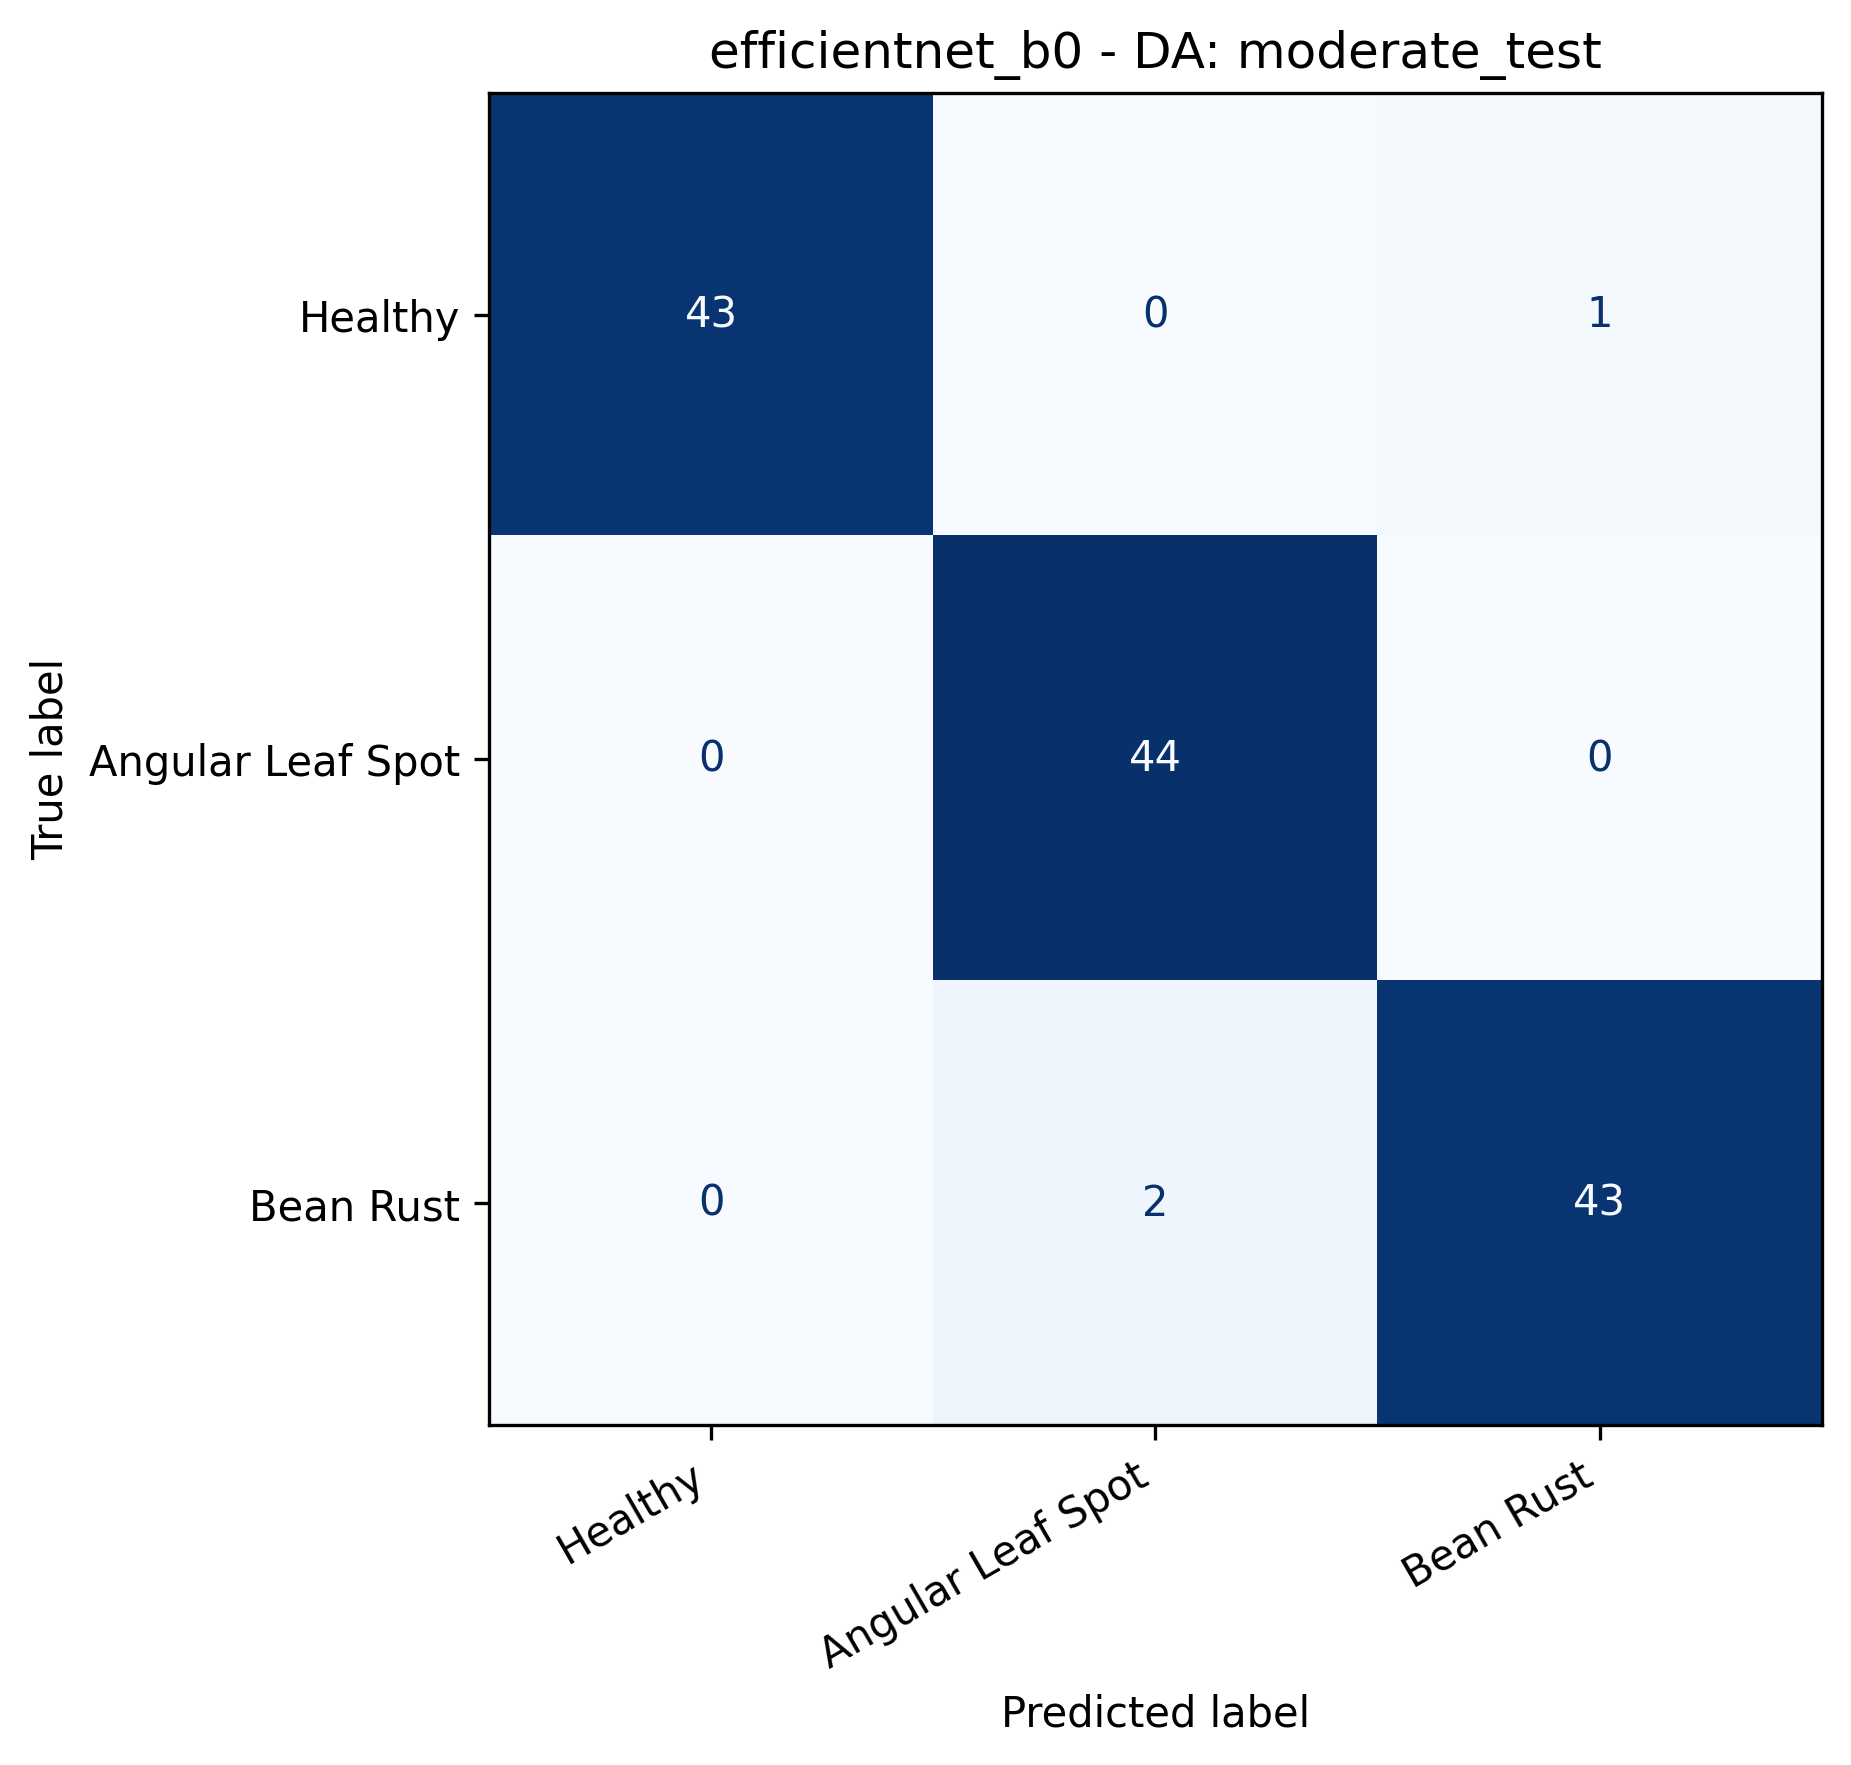 efficientnet_b0 - DA: moderate_test
True label
Healthy
43
0
1
Angular Leaf Spot
0
44
0
Bean Rust
0
2
43
Healthy
Angular Leaf Spot
Bean Rust
Predicted label